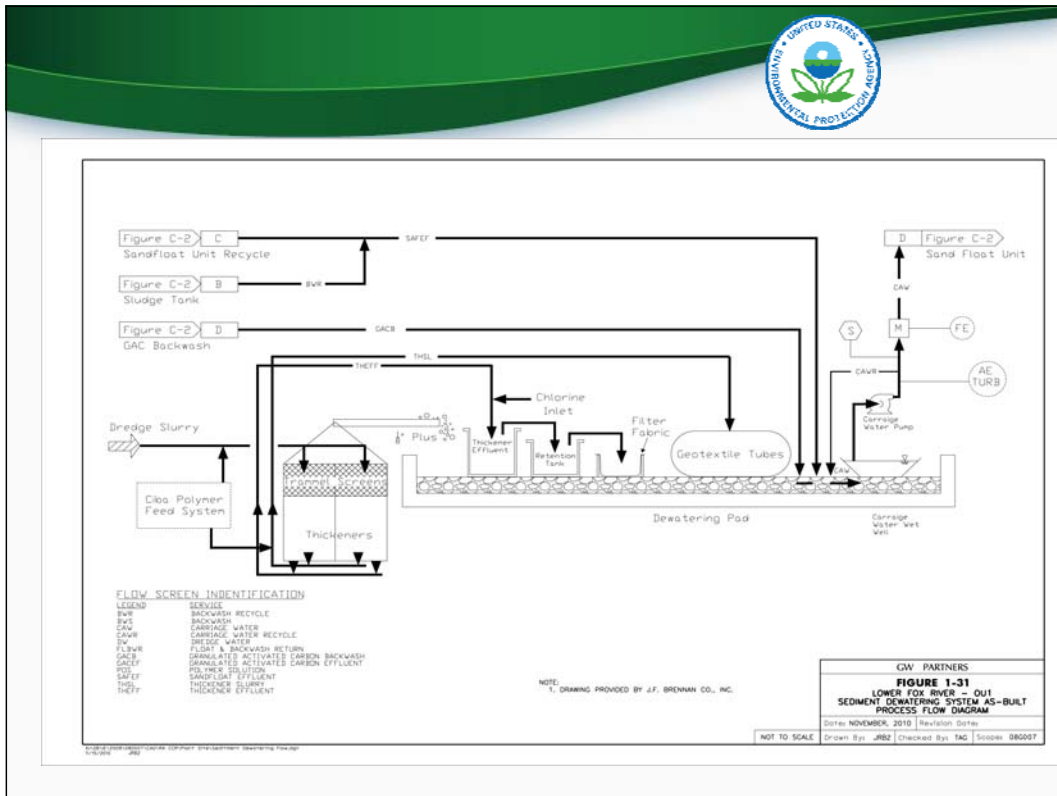 UNITED STATES
ENVIRONMENTAL PROTECTION AGENCY
Figure C-2 C
Sandfloat Unit Recycle
SAFEF
Figure C-2 B
Sludge Tank
BWR
Figure C-2 D
GAC Backwash
GACB
THSL
THEFF
D Figure C-2
Sand Float Unit
CAW
S
M
FE
CAWR
AE
TURB
Carraige
Water Pump
Chlorine
Inlet
Dredge Slurry
Plus
Filter
Fabric
Thickener
Effluent
Retention
Tank
Geotextile Tubes
Trammel Screen
Ciba Polymer
Feed System
Thickeners
CAW
Dewatering Pad
Carraige
Water Wet
Well
FLOW SCREEN INDENTIFICATION
LEGEND SERVICE
BWR BACKWASH RECYCLE
BWS BACKWASH
CAW CARRIAGE WATER
CAWR CARRIAGE WATER RECYCLE
DW DREDGE WATER
FLBWR FLOAT & BACKWASH RETURN
GACB GRANULATED ACTIVATED CARBON BACKWASH
GACEF GRANULATED ACTIVATED CARBON EFFLUENT
POS POLYMER SOLUTION
SAFEF SANDFLOAT EFFLUENT
THSL THICKENER SLURRY
THEFF THICKENER EFFLUENT
NOTE:
1. DRAWING PROVIDED BY J.F. BRENNAN CO., INC.
GW PARTNERS
FIGURE 1-31
LOWER FOX RIVER - OU1
SEDIMENT DEWATERING SYSTEM AS-BUILT
PROCESS FLOW DIAGRAM
Date: NOVEMBER, 2010 Revision Date:
NOT TO SCALE Drawn By: JRB2 Checked By: TAG Scope: 08G007